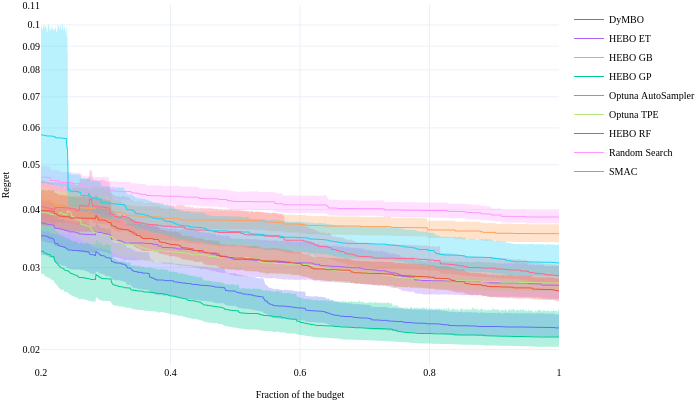 0.11
0.1
0.09
0.08
0.07
0.06
0.05
0.04
0.03
0.02
Regret
0.2
0.4
0.6
0.8
1
Fraction of the budget
DyMBO
HEBO ET
HEBO GB
HEBO GP
Optuna AutoSampler
Optuna TPE
HEBO RF
Random Search
SMAC